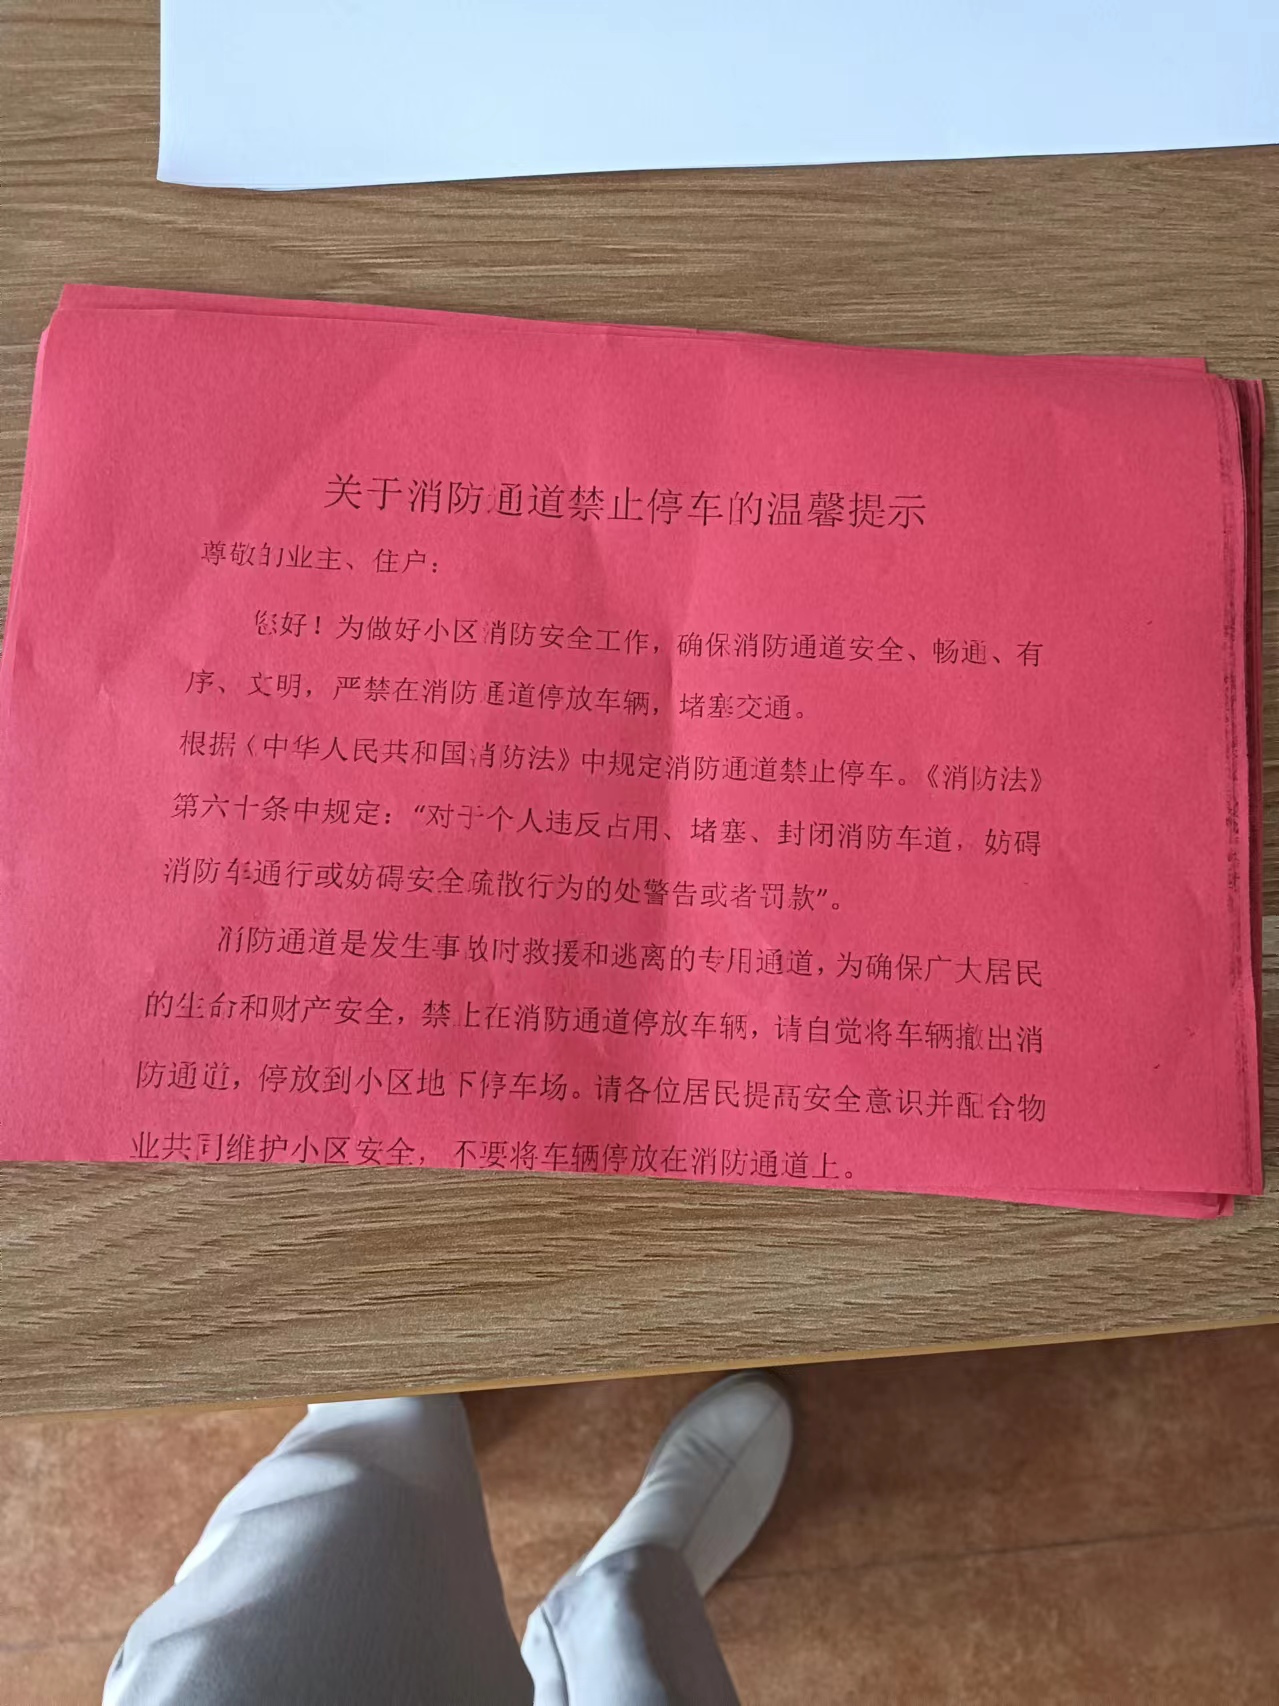 关于消防通道禁止停车的温馨提示
尊敬的业主、住户：
您好！为做好小区消防安全工作，确保消防通道安全、畅通、有
序、文明，严禁在消防通道停放车辆，堵塞交通。
根据《中华人民共和国消防法》中规定消防通道禁止停车。《消防法》
第六十条中规定：“对于个人违反占用、堵塞、封闭消防车道，妨碍
消防车通行或妨碍安全疏散行为的处警告或者罚款”。
消防通道是发生事故时救援和逃离的专用通道，为确保广大居民
的生命和财产安全，禁止在消防通道停放车辆，请自觉将车辆撤出消
防通道，停放到小区地下停车场。请各位居民提高安全意识并配合物
业共同维护小区安全，不要将车辆停放在消防通道上。